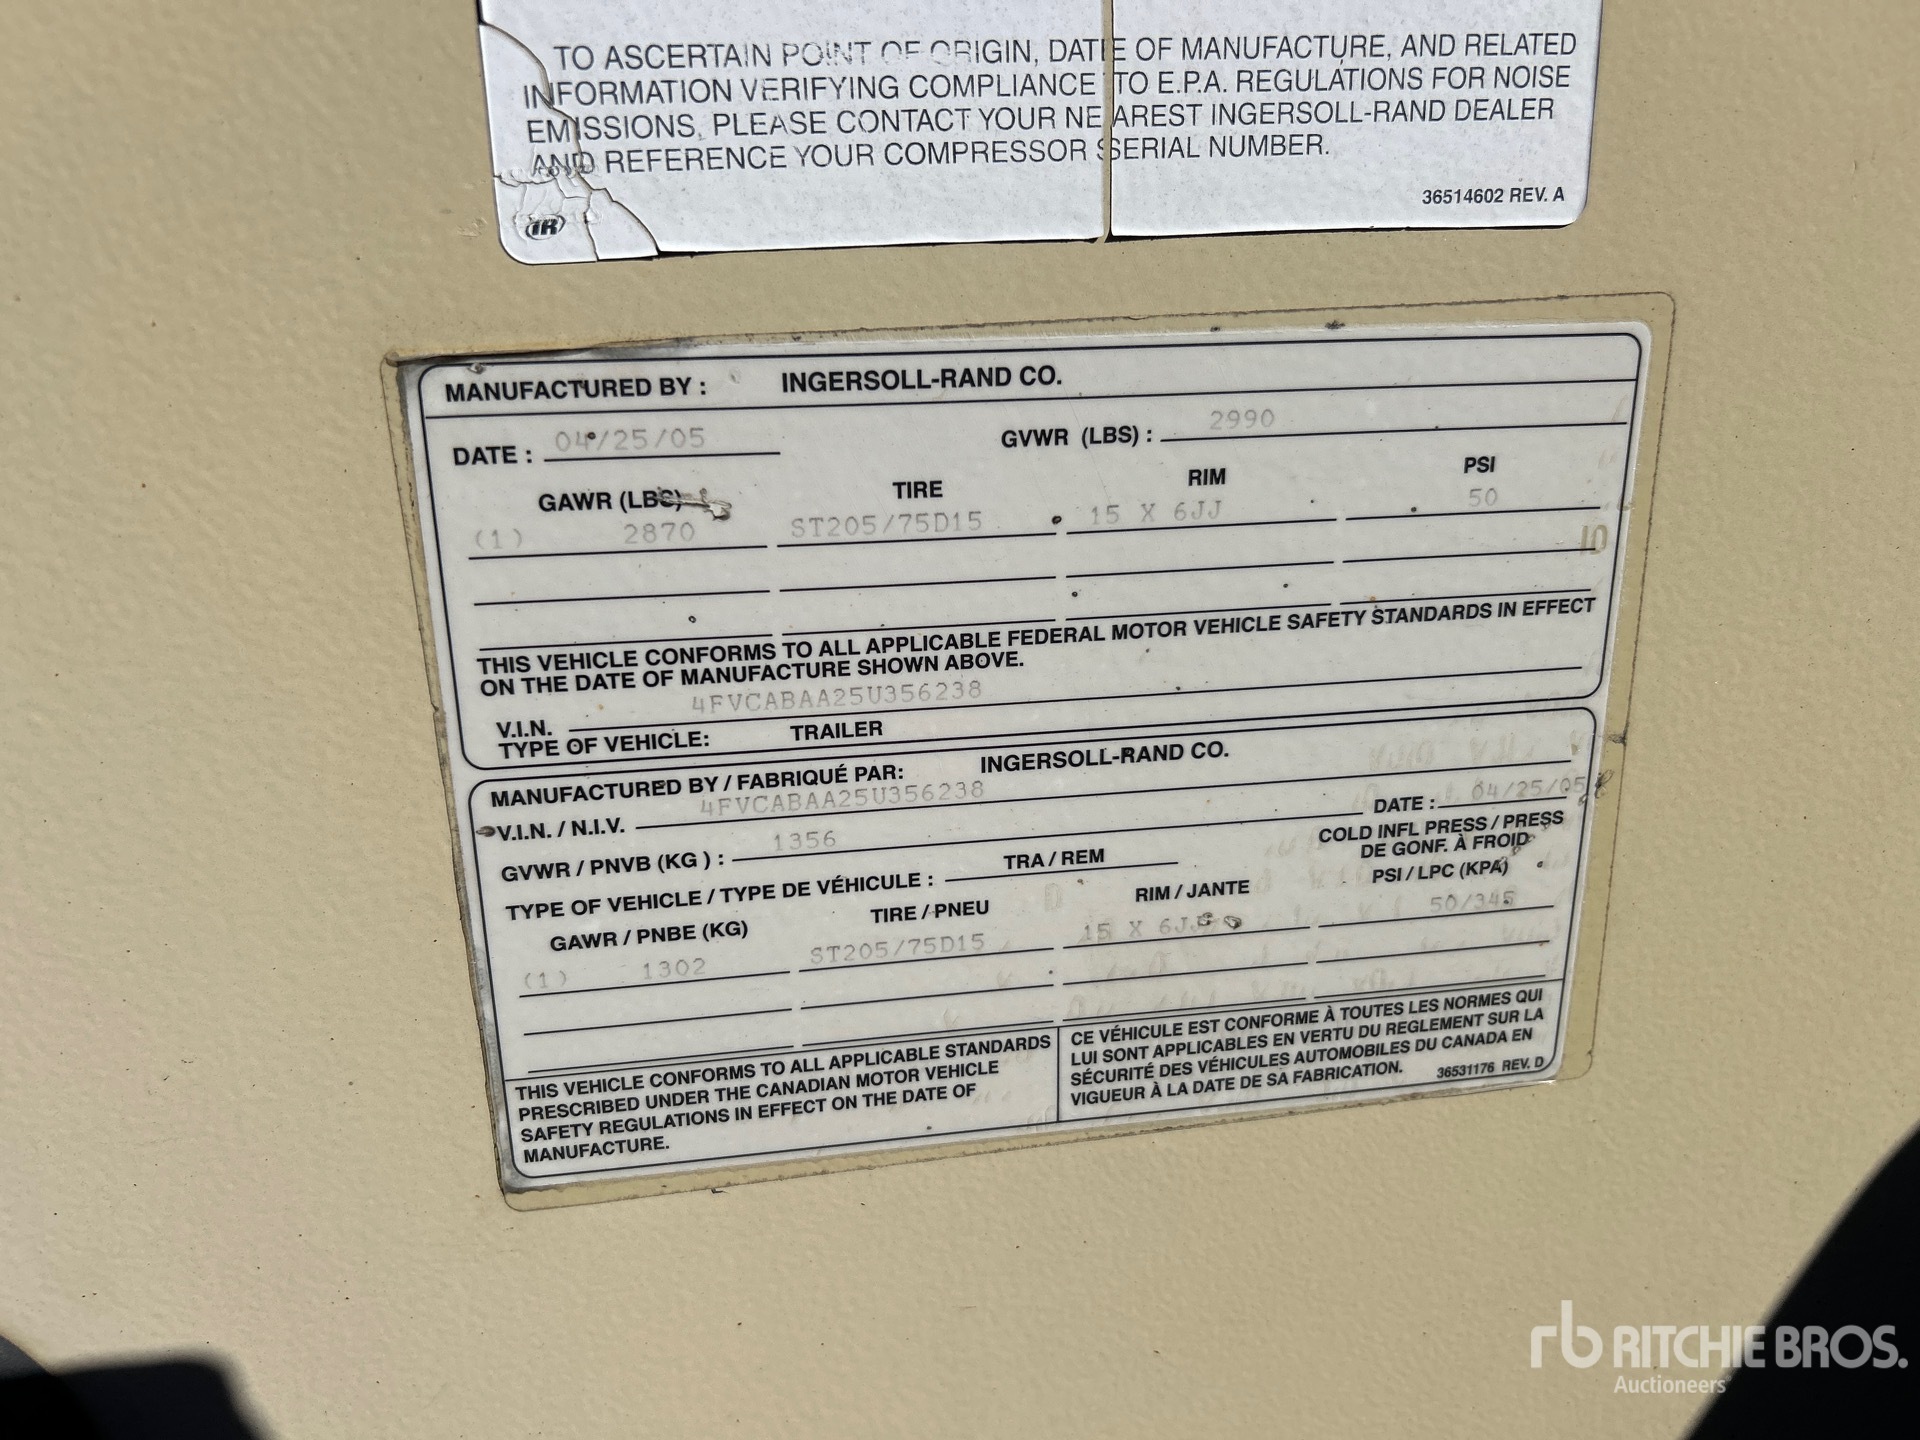 TO ASCERTAIN POINT OF ORIGIN, DATE OF MANUFACTURE, AND RELATED
INFORMATION VERIFYING COMPLIANCE TO E.P.A. REGULATIONS FOR NOISE
EMISSIONS, PLEASE CONTACT YOUR NEAREST INGERSOLL-RAND DEALER
AND REFERENCE YOUR COMPRESSOR SERIAL NUMBER.
36514602 REV. A
IR
MANUFACTURED BY : INGERSOLL-RAND CO.
DATE : 04/25/05 GVWR (LBS) : 2990
GAWR (LBS) TIRE RIM PSI
(1) 2870 ST205/75D15 15 X 6JJ 50
THIS VEHICLE CONFORMS TO ALL APPLICABLE FEDERAL MOTOR VEHICLE SAFETY STANDARDS IN EFFECT
ON THE DATE OF MANUFACTURE SHOWN ABOVE.
V.I.N. 4FVCABAA25U356238
TYPE OF VEHICLE: TRAILER
MANUFACTURED BY / FABRIQUÉ PAR: INGERSOLL-RAND CO.
V.I.N. / N.I.V. 4FVCABAA25U356238 DATE : 04/25/05
GVWR / PNVB (KG) : 1356
COLD INFL PRESS / PRESS
DE GONF. À FROID
TYPE OF VEHICLE / TYPE DE VÉHICULE : TRA / REM
GAWR / PNBE (KG) TIRE / PNEU RIM / JANTE PSI / LPC (KPA)
(1) 1302 ST205/75D15 15 X 6JJ 50/345
THIS VEHICLE CONFORMS TO ALL APPLICABLE STANDARDS
PRESCRIBED UNDER THE CANADIAN MOTOR VEHICLE
SAFETY REGULATIONS IN EFFECT ON THE DATE OF
MANUFACTURE.
CE VÉHICULE EST CONFORME À TOUTES LES NORMES QUI
LUI SONT APPLICABLES EN VERTU DU REGLEMENT SUR LA
SÉCURITÉ DES VÉHICULES AUTOMOBILES DU CANADA EN
VIGUEUR À LA DATE DE SA FABRICATION.
36531176 REV. D
rb RITCHIE BROS.
Auctioneers